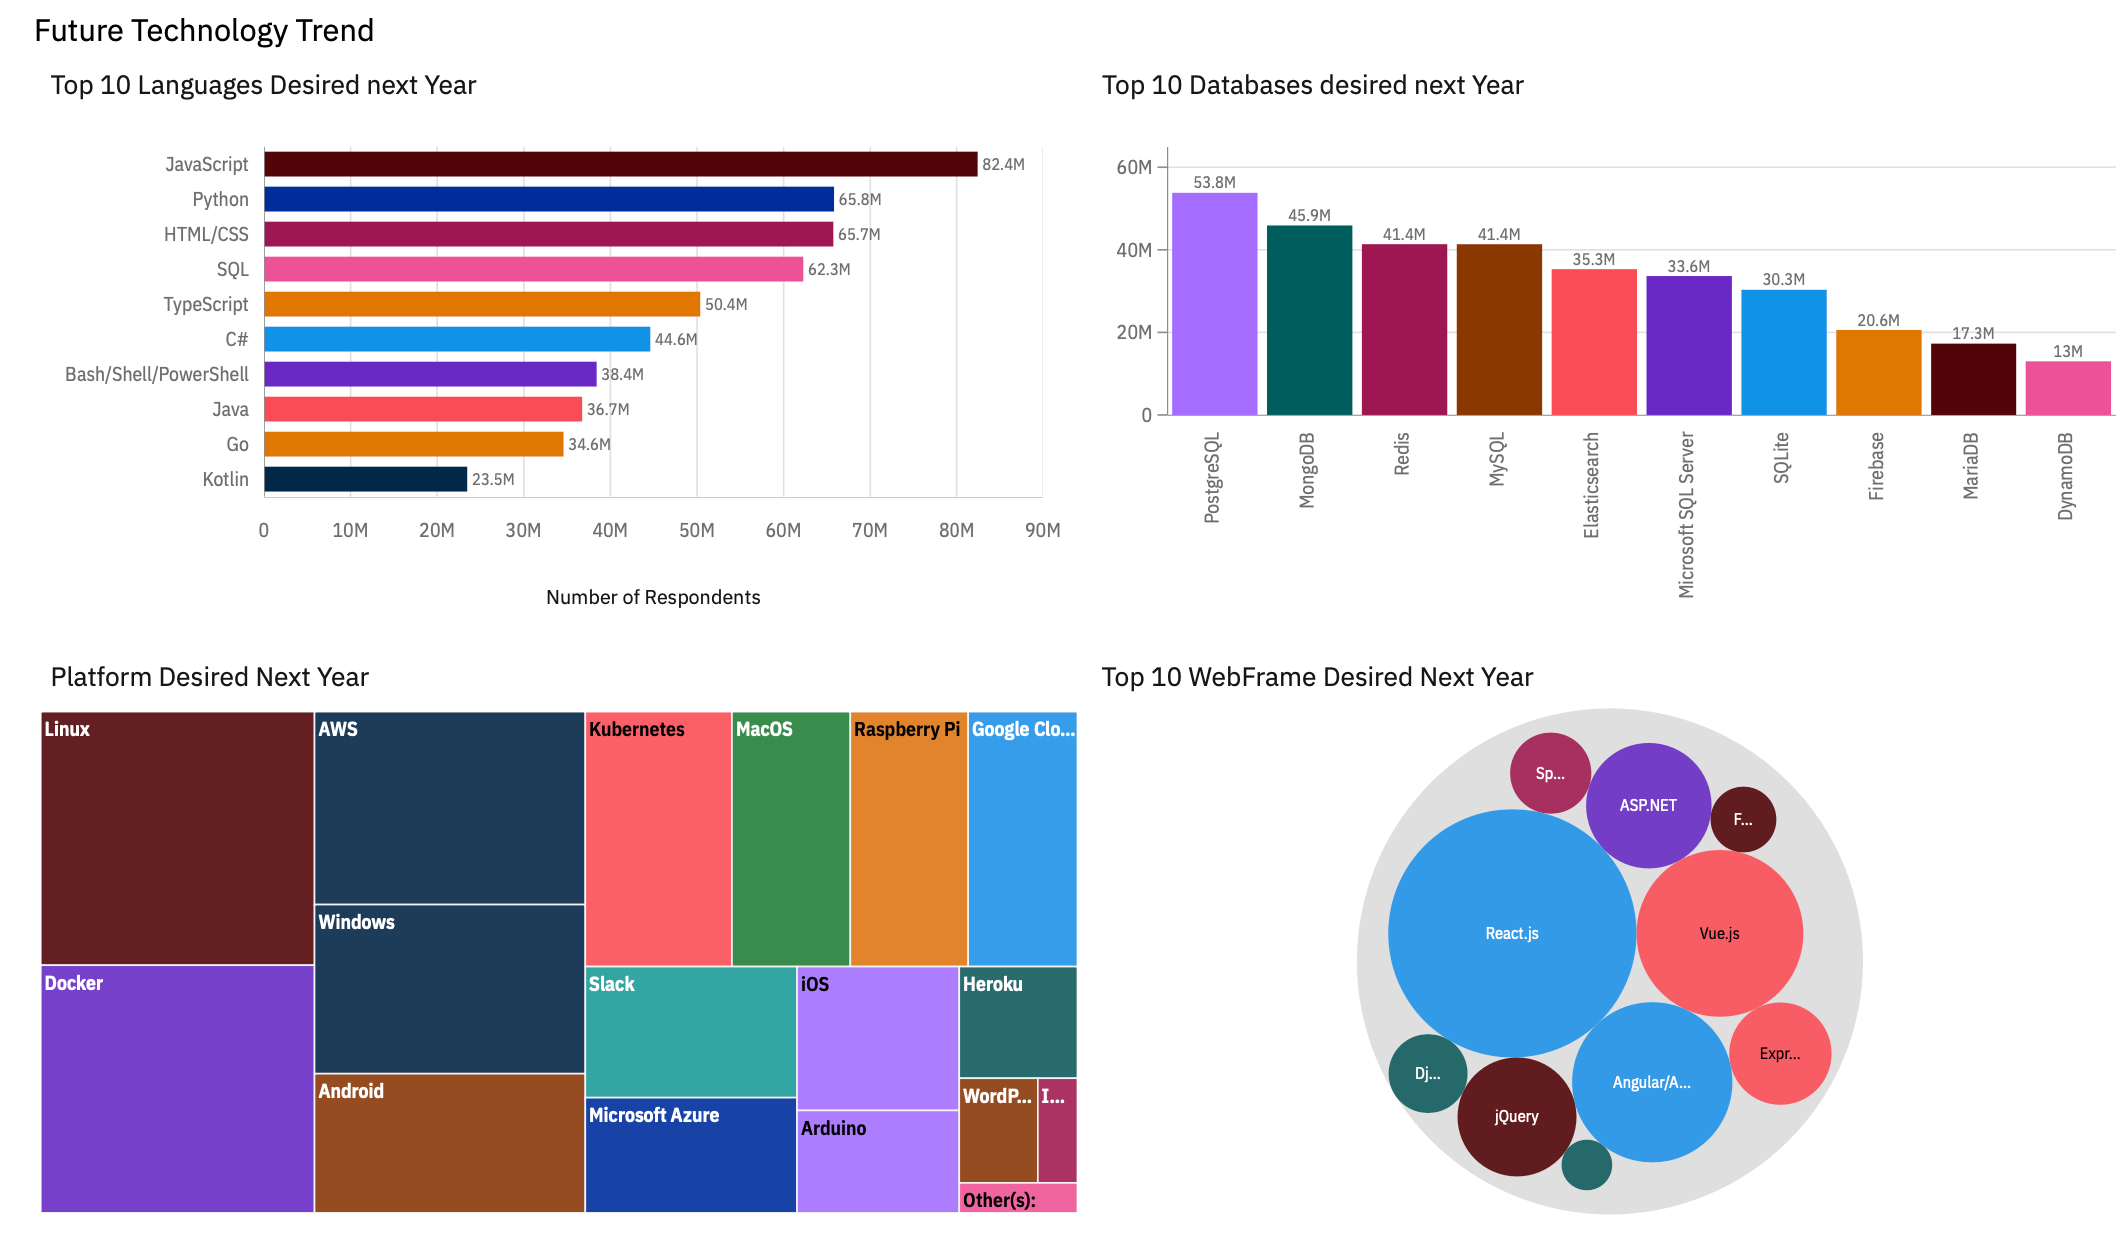 Future Technology Trend
Top 10 Languages Desired next Year
JavaScript
82.4M
Python
65.8M
HTML/CSS
65.7M
SQL
62.3M
TypeScript
50.4M
C#
44.6M
Bash/Shell/PowerShell
38.4M
Java
36.7M
Go
34.6M
Kotlin
23.5M
0 10M 20M 30M 40M 50M 60M 70M 80M 90M
Number of Respondents
Top 10 Databases desired next Year
60M
40M
20M
0
53.8M
45.9M
41.4M
41.4M
35.3M
33.6M
30.3M
20.6M
17.3M
13M
PostgreSQL
MongoDB
Redis
MySQL
Elasticsearch
Microsoft SQL Server
SQLite
Firebase
MariaDB
DynamoDB
Platform Desired Next Year
Linux
Docker
AWS
Windows
Android
Kubernetes
MacOS
Raspberry Pi
Google Clo...
Slack
Microsoft Azure
iOS
Arduino
Heroku
WordP...
I...
Other(s):
Top 10 WebFrame Desired Next Year
Sp...
ASP.NET
F...
React.js
Vue.js
Expr...
Dj...
Angular/A...
jQuery